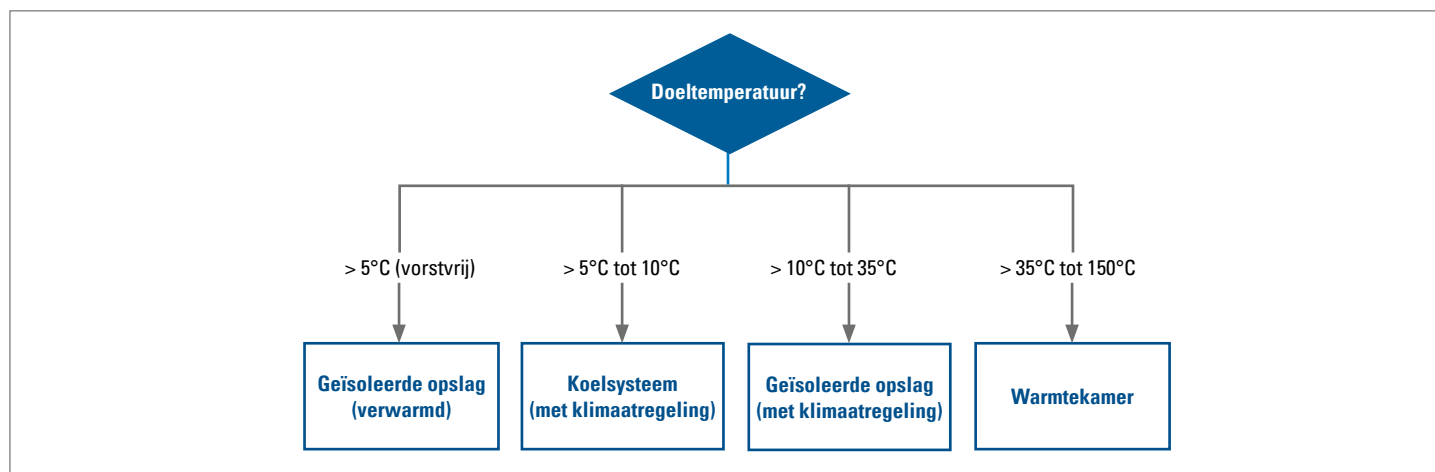 Doeltemperatuur?
> 5°C (vorstvrij)
> 5°C tot 10°C
> 10°C tot 35°C
> 35°C tot 150°C
Geïsoleerde opslag
(verwarmd)
Koelsysteem
(met klimaatregeling)
Geïsoleerde opslag
(met klimaatregeling)
Warmtekamer